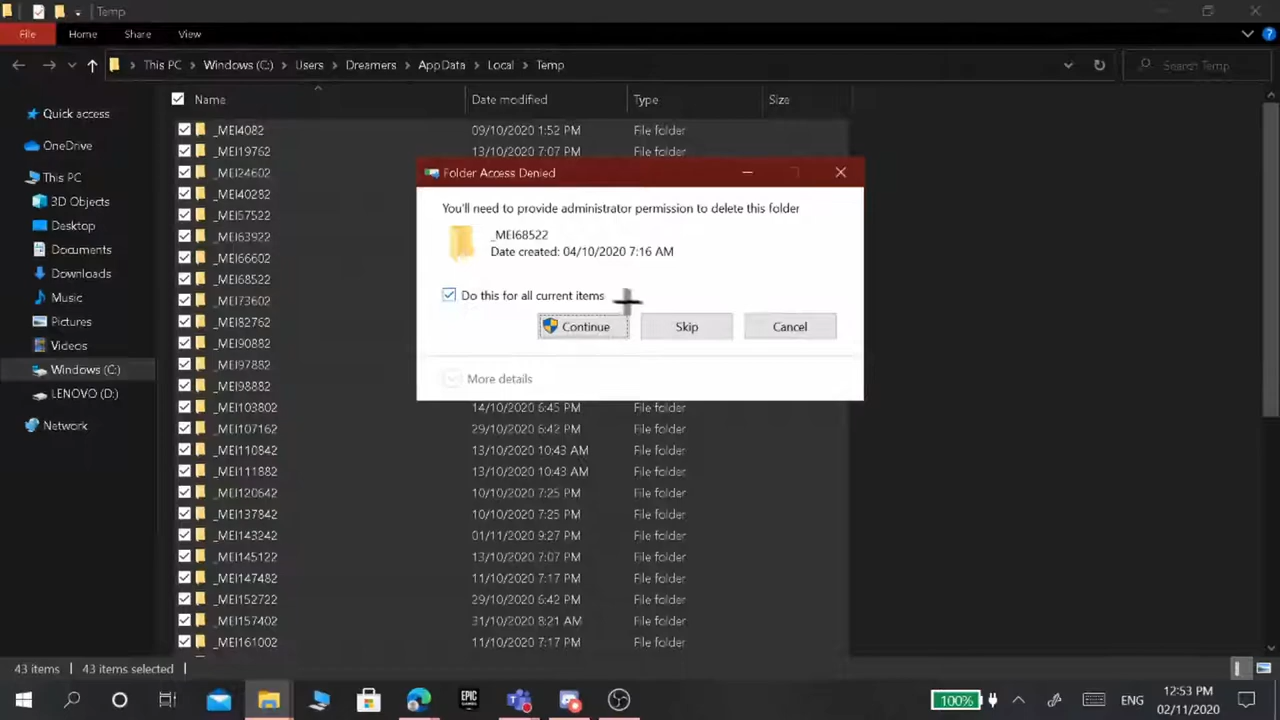 Temp
File Home Share View
This PC Windows (C:) Users Dreamers AppData Local Temp Search Temp
Name Date modified Type Size
Quick access
OneDrive
This PC
3D Objects
Desktop
Documents
Downloads
Music
Pictures
Videos
Windows (C:)
LENOVO (D:)
Network
_MEI4082 09/10/2020 1:52 PM File folder
_MEI19762 13/10/2020 7:07 PM File folder
_MEI24602
_MEI40282
_MEI57522
_MEI63922
_MEI66602
_MEI68522
_MEI73602
_MEI82762
_MEI90882
_MEI97882
_MEI98882
_MEI103802 14/10/2020 6:45 PM File folder
_MEI107162 29/10/2020 6:42 PM File folder
_MEI110842 13/10/2020 10:43 AM File folder
_MEI111882 13/10/2020 10:43 AM File folder
_MEI120642 10/10/2020 7:25 PM File folder
_MEI137842 10/10/2020 7:25 PM File folder
_MEI143242 01/11/2020 9:27 PM File folder
_MEI145122 13/10/2020 7:07 PM File folder
_MEI147482 11/10/2020 7:17 PM File folder
_MEI152722 29/10/2020 6:42 PM File folder
_MEI157402 31/10/2020 8:21 AM File folder
_MEI161002 11/10/2020 7:17 PM File folder
Folder Access Denied
You'll need to provide administrator permission to delete this folder
_MEI68522
Date created: 04/10/2020 7:16 AM
Do this for all current items
Continue Skip Cancel
More details
43 items 43 items selected
EPIC GAMES
100% ENG 12:53 PM
02/11/2020